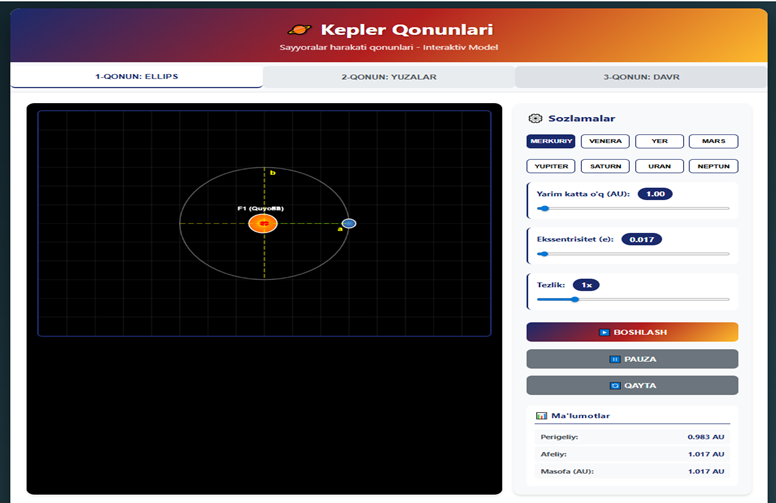 Kepler Qonunlari
Sayyoralar harakati qonunlari - Interaktiv Model
1-QONUN: ELLIPS
2-QONUN: YUZALAR
3-QONUN: DAVR
b
F1 (Quyosh)
a
Sozlamalar
MERKURIY VENERA YER MARS
YUPITER SATURN URAN NEPTUN
Yarim katta o'q (AU): 1.00
Ekssentrisitet (e): 0.017
Tezlik: 1x
BOSHLASH
PAUZA
QAYTA
Ma'lumotlar
Perigeliy: 0.983 AU
Afeliy: 1.017 AU
Masofa (AU): 1.017 AU